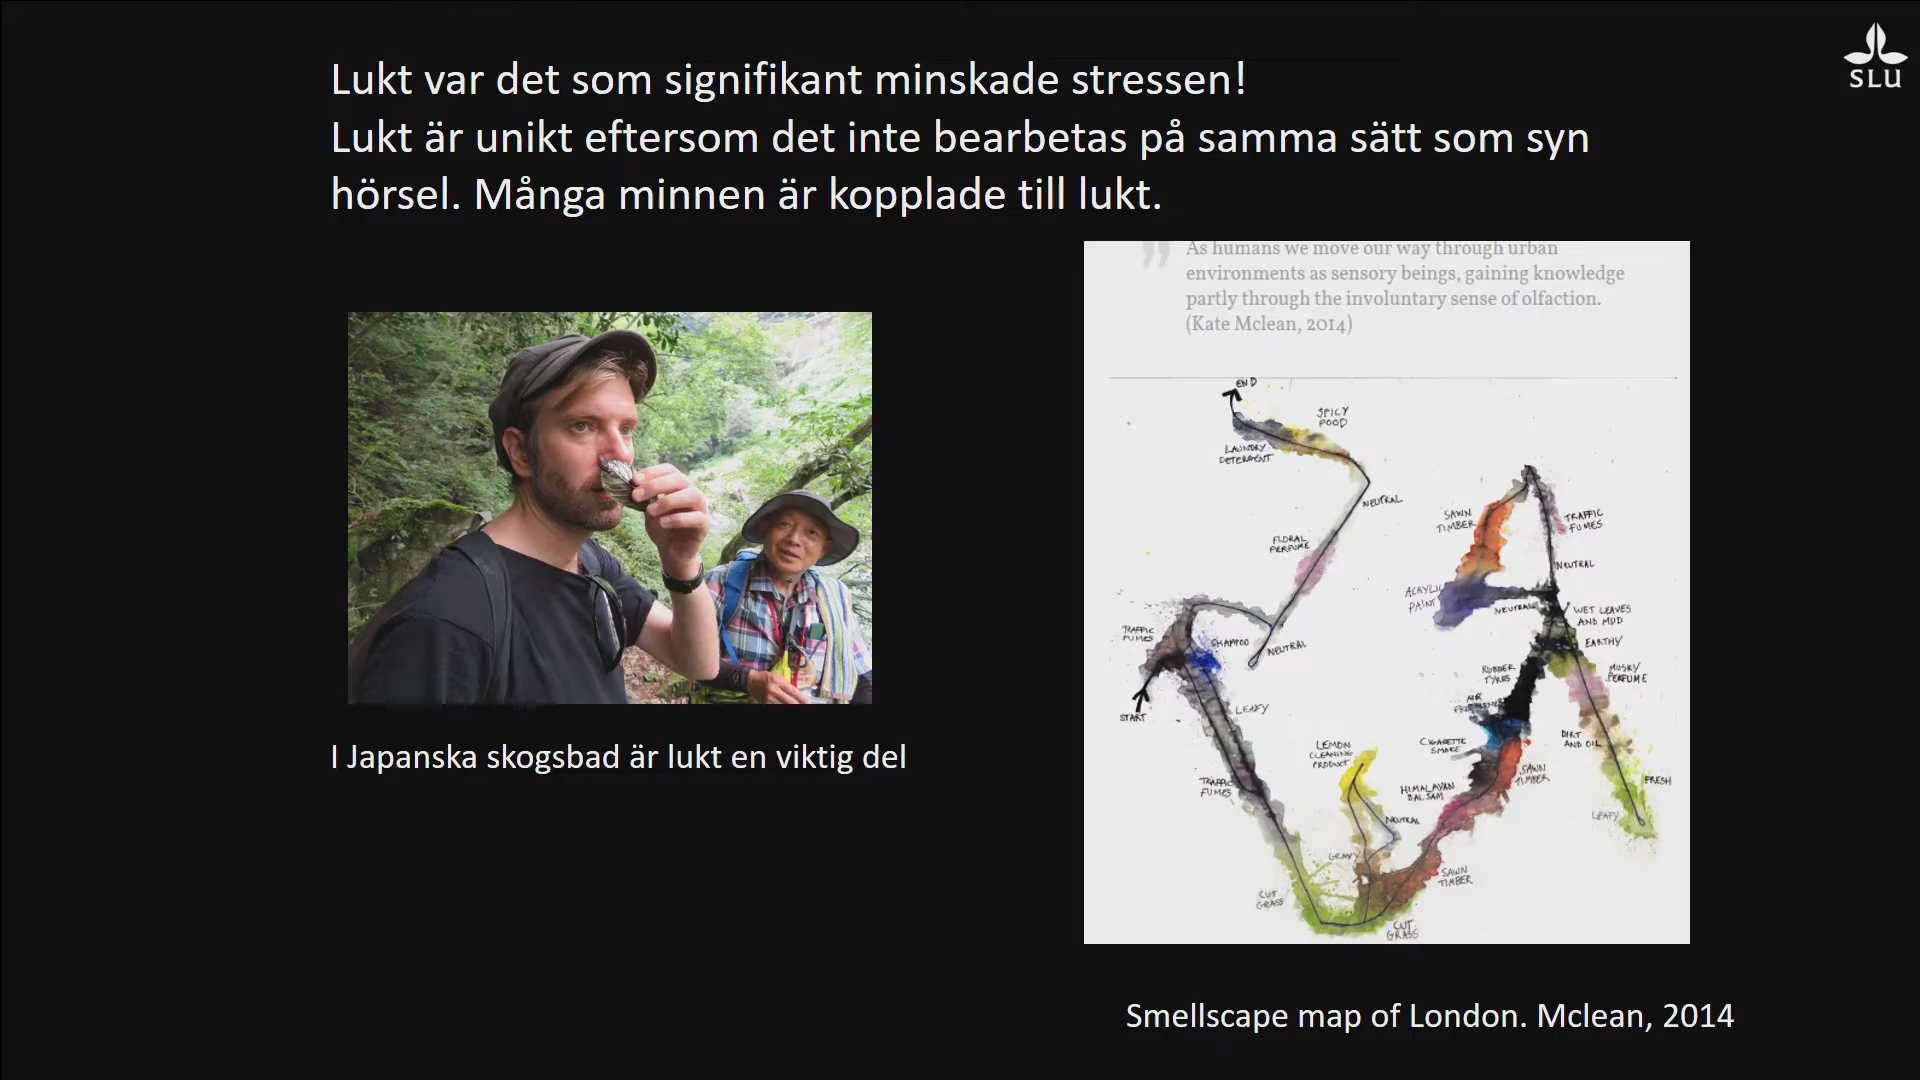 SLU
Lukt var det som signifikant minskade stressen!
Lukt är unikt eftersom det inte bearbetas på samma sätt som syn
hörsel. Många minnen är kopplade till lukt.
”
As humans we move our way through urban
environments as sensory beings, gaining knowledge
partly through the involuntary sense of olfaction.
(Kate Mclean, 2014)
END
SPICY
FOOD
LAUNDRY
DETERGENT
NEUTRAL
FLORAL
PERFUME
SAWN
TIMBER
TRAFFIC
FUMES
NEUTRAL
ACRYLIC
PAINT
NEUTRAL
WET LEAVES
AND MUD
EARTHY
TRAFFIC
FUMES
SHAMPOO
NEUTRAL
RUBBER
TYRES
MUSKY
PERFUME
AIR
START
LEAFY
CIGARETTE
SMOKE
DIRT
AND OIL
LEMON
CLEANING
PRODUCT
SAWN
TIMBER
FRESH
TRAFFIC
FUMES
HIMALAYAN
BALSAM
NEUTRAL
LEAFY
GRAVY
SAWN
TIMBER
CUT
GRASS
CUT
GRASS
I Japanska skogsbad är lukt en viktig del
Smellscape map of London. Mclean, 2014